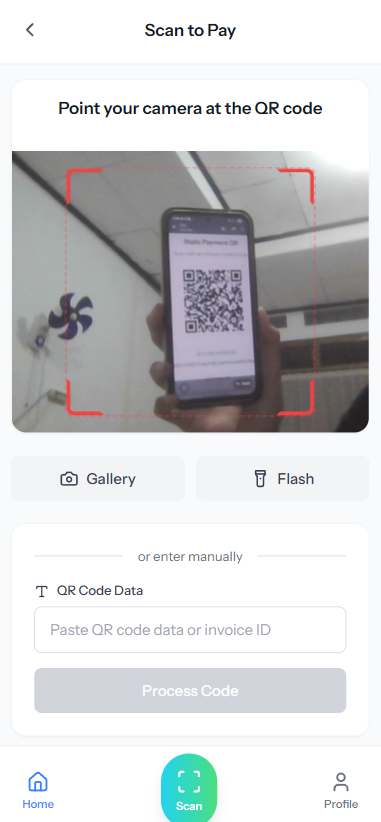 Scan to Pay
Point your camera at the QR code
Static Payment QR
Gallery
Flash
or enter manually
QR Code Data
Paste QR code data or invoice ID
Process Code
Home
Scan
Profile